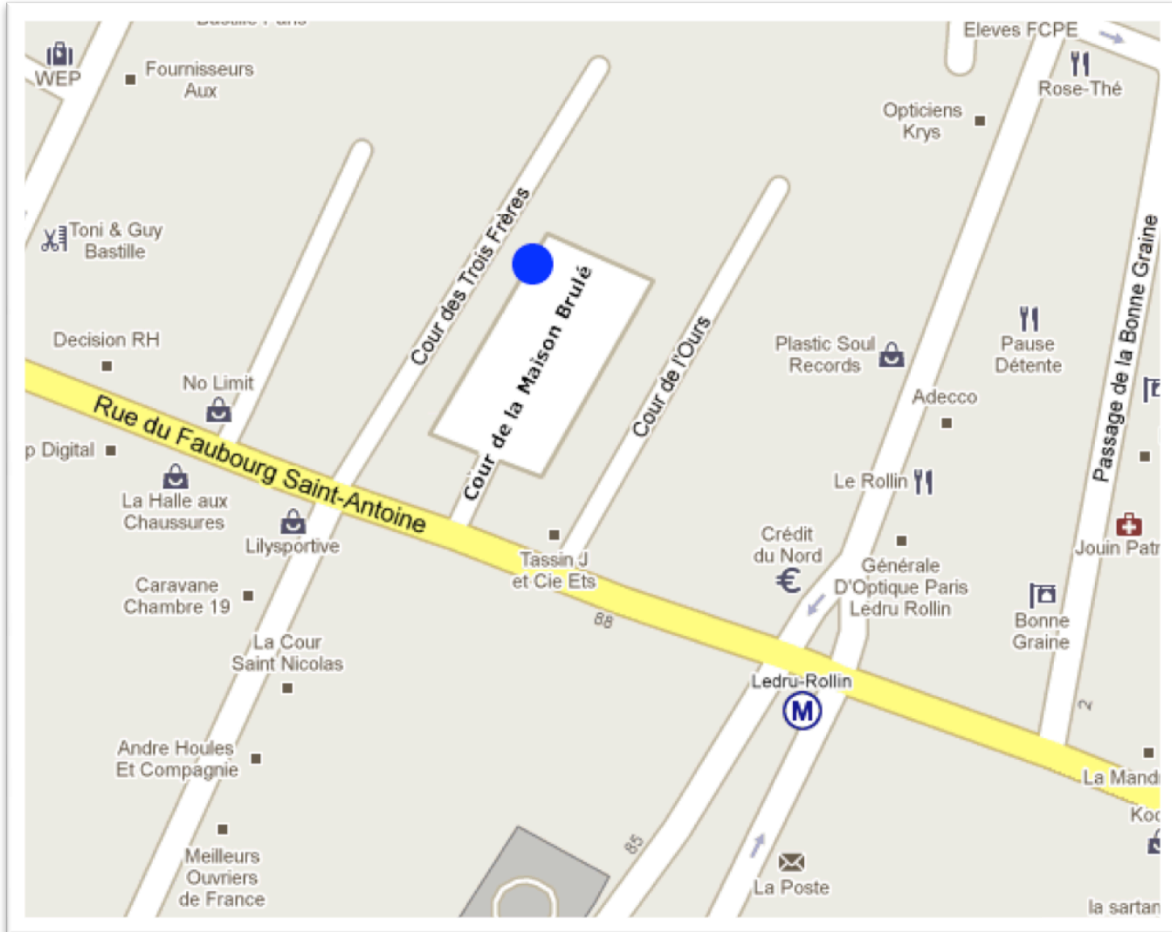 Eleves FCPE
WEP
Fournisseurs
Aux
Rose-Thé
Opticiens
Krys
Toni & Guy
Bastille
Cour des Trois Frères
Cour de la Maison Brulé
Cour de l'Ours
Passage de la Bonne Graine
Decision RH
No Limit
Plastic Soul
Records
Pause
Détente
Adecco
Rue du Faubourg Saint-Antoine
p Digital
La Halle aux
Chaussures
Lilysportive
Le Rollin
Crédit
du Nord
€
Tassin J
et Cie Ets
Générale
D'Optique Paris
Ledru Rollin
Jouin Patr
Caravane
Chambre 19
88
Bonne
Graine
La Cour
Saint Nicolas
Ledru-Rollin
M
2
Andre Houles
Et Compagnie
La Mand
Koo
85
Meilleurs
Ouvriers
de France
La Poste
la sartan